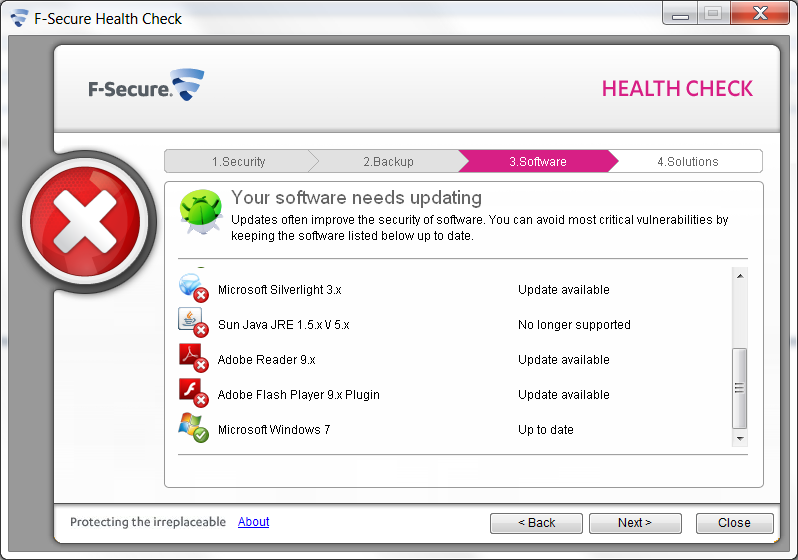 F-Secure Health Check
F-Secure.
HEALTH CHECK
1.Security
2.Backup
3.Software
4.Solutions
Your software needs updating
Updates often improve the security of software. You can avoid most critical vulnerabilities by
keeping the software listed below up to date.
Microsoft Silverlight 3.x Update available
Sun Java JRE 1.5.x \/ 5.x No longer supported
Adobe Reader 9.x Update available
Adobe Flash Player 9.x Plugin Update available
Microsoft Windows 7 Up to date
Protecting the irreplaceable About
< Back Next > Close